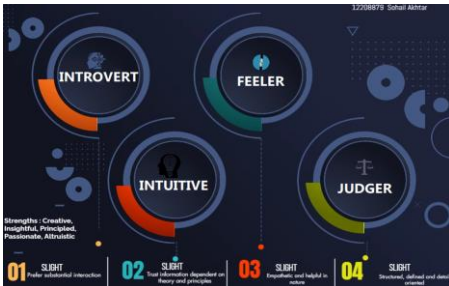 12208879 Sohail Akhtar
INTROVERT
FEELER
INTUITIVE
JUDGER
Strengths : Creative,
Insightful, Principled,
Passionate, Altruistic
01 SLIGHT
Prefer substantial interaction
02 SLIGHT
Trust information dependent on
theory and principles
03 SLIGHT
Empathetic and helpful in
nature
04 SLIGHT
Structured, defined and detail
oriented